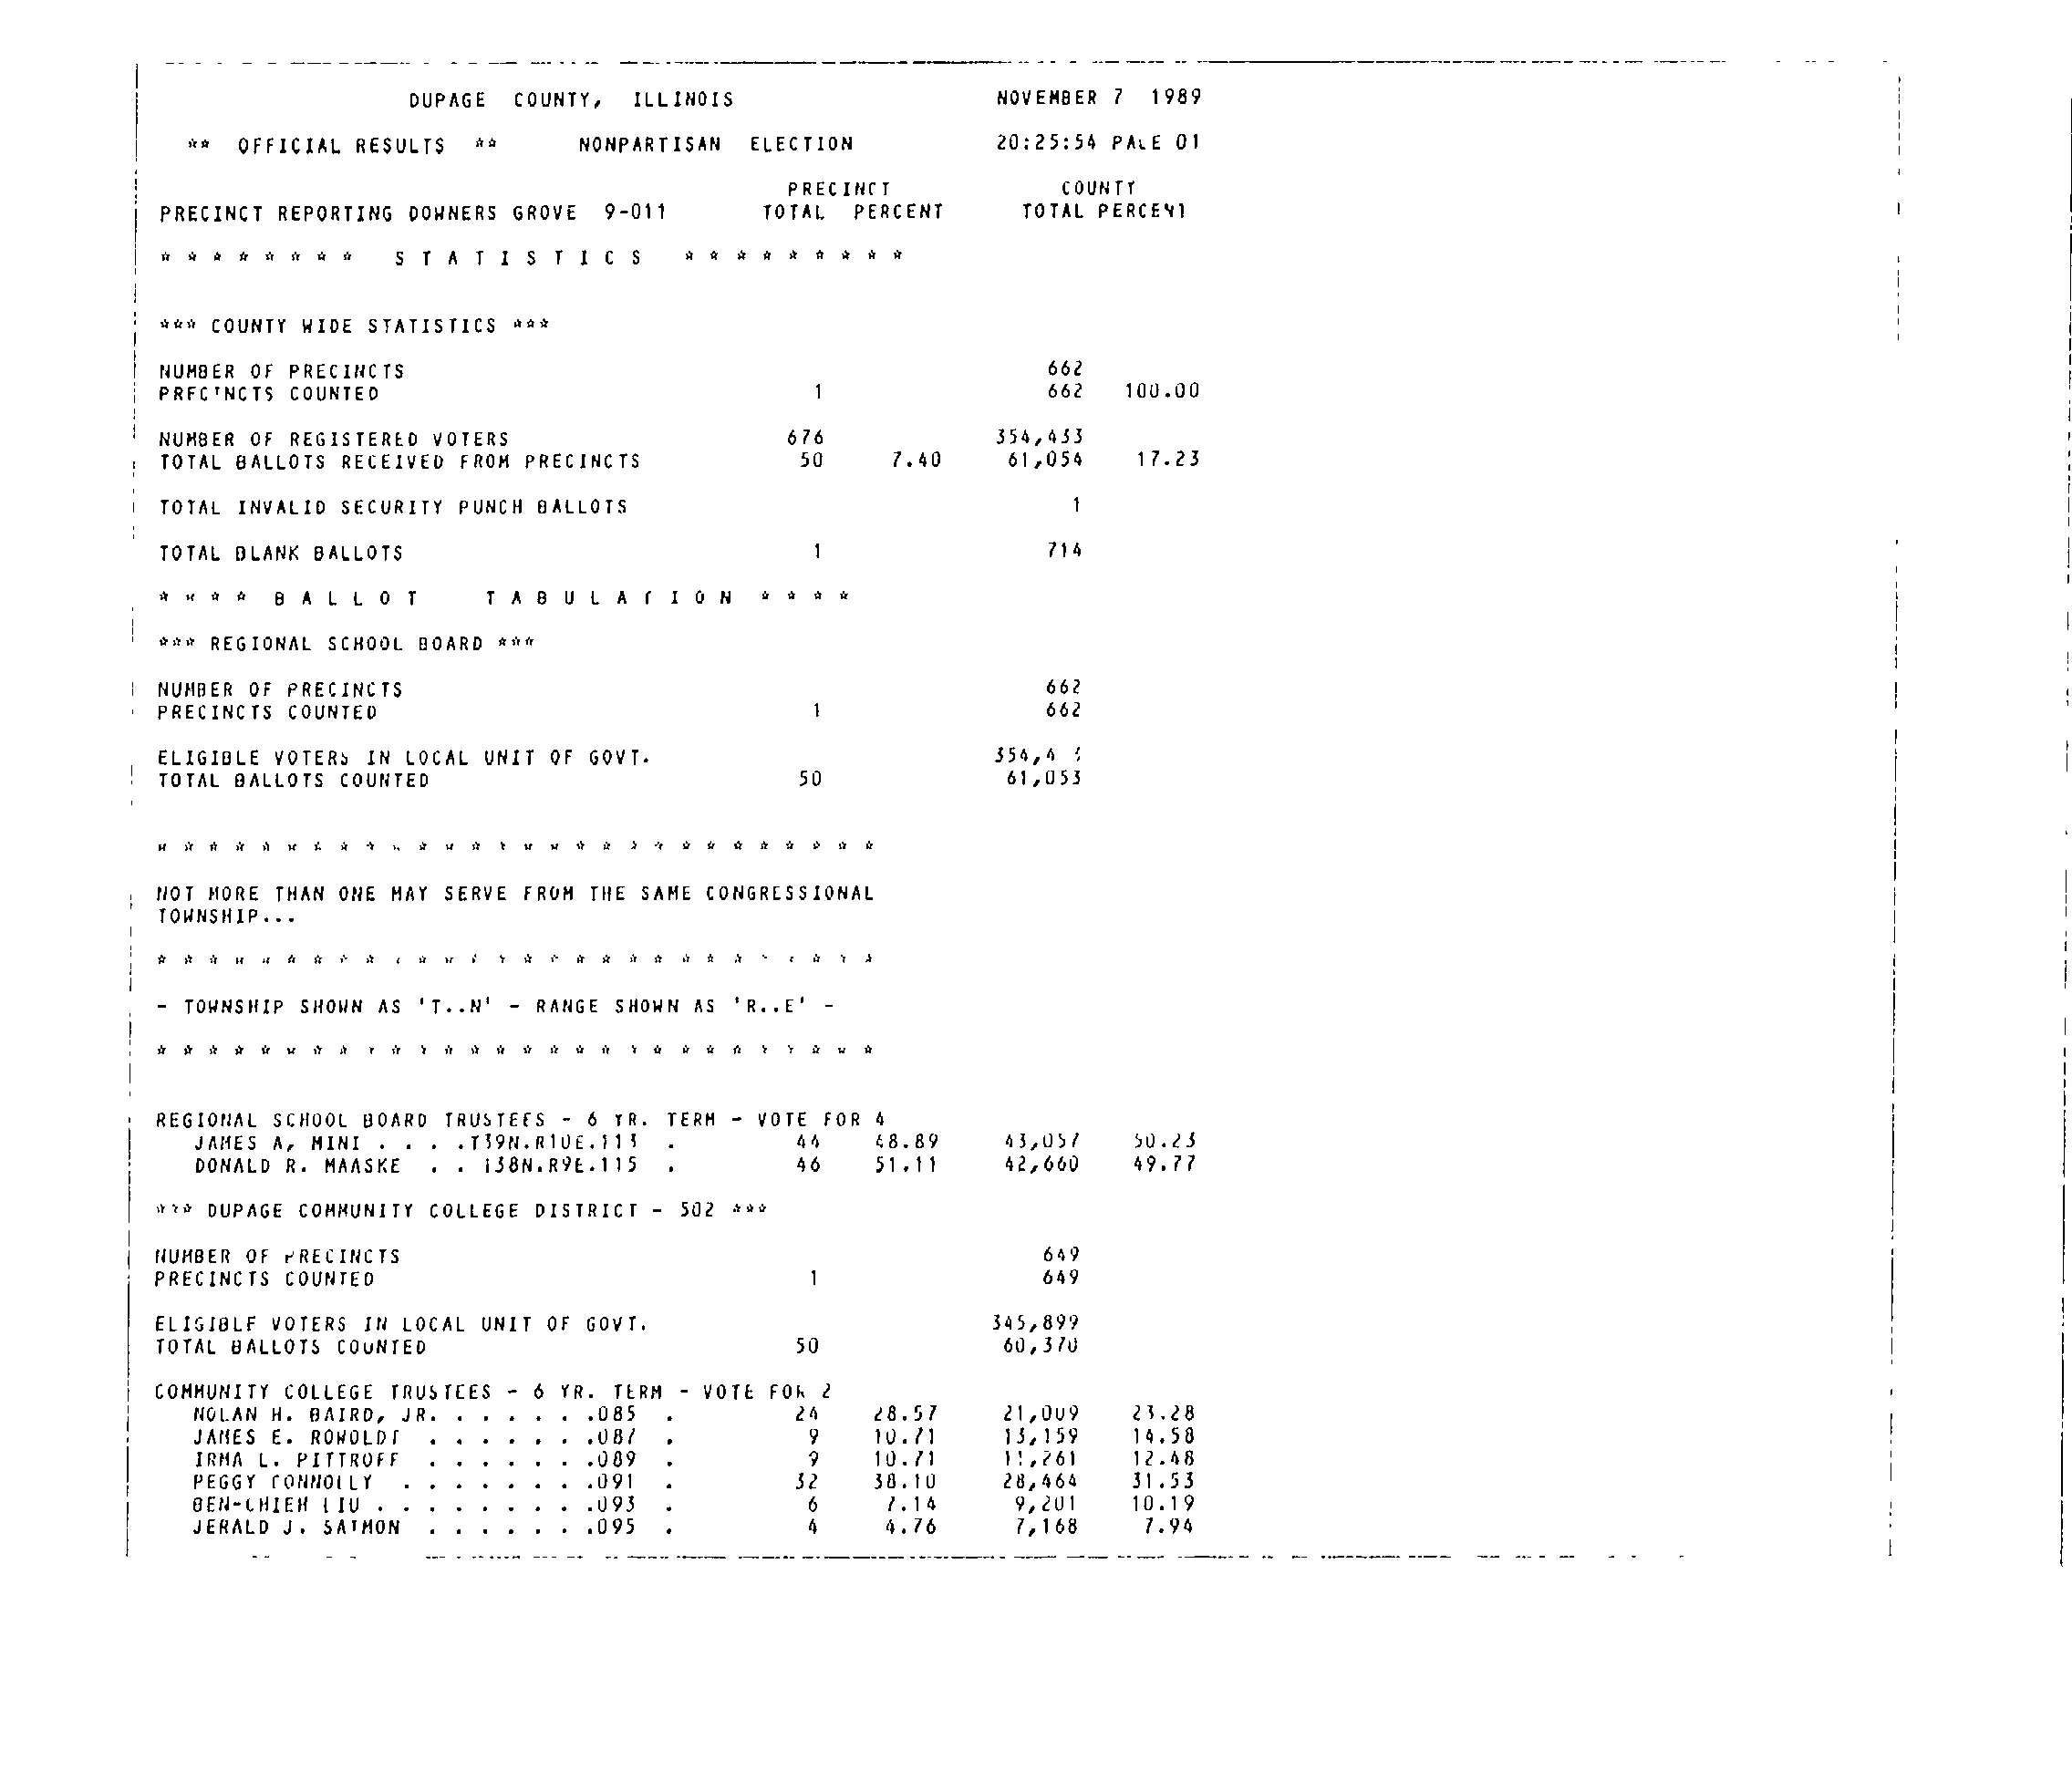 DUPAGE COUNTY, ILLINOIS NOVEMBER 7 1989
** OFFICIAL RESULTS ** NONPARTISAN ELECTION 20:25:54 PAGE 01
PRECINCT COUNTY
PRECINCT REPORTING DOWNERS GROVE 9-011 TOTAL PERCENT TOTAL PERCENT
* * * * * * * * S T A T I S T I C S * * * * * * * * *
*** COUNTY WIDE STATISTICS ***
NUMBER OF PRECINCTS 662
PRECINCTS COUNTED 1 662 100.00
NUMBER OF REGISTERED VOTERS 676 354,433
TOTAL BALLOTS RECEIVED FROM PRECINCTS 50 7.40 61,054 17.23
TOTAL INVALID SECURITY PUNCH BALLOTS 1
TOTAL BLANK BALLOTS 1 714
* * * * B A L L O T T A B U L A T I O N * * * *
*** REGIONAL SCHOOL BOARD ***
NUMBER OF PRECINCTS 662
PRECINCTS COUNTED 1 662
ELIGIBLE VOTERS IN LOCAL UNIT OF GOVT.
TOTAL BALLOTS COUNTED 50 61,053
* * * * * * * * * * * * * * * * * * * * * * * * * * * *
NOT MORE THAN ONE MAY SERVE FROM THE SAME CONGRESSIONAL
TOWNSHIP...
* * * * * * * * * * * * * * * * * * * * * * * * * * * *
- TOWNSHIP SHOWN AS 'T..N' - RANGE SHOWN AS 'R..E' -
* * * * * * * * * * * * * * * * * * * * * * * * * * * *
REGIONAL SCHOOL BOARD TRUSTEES - 6 YR. TERM - VOTE FOR 4
JAMES A, MINI . . . .T39N.R10E.113 . 44 48.89 43,057 50.23
DONALD R. MAASKE . . T38N.R9E.115 . 46 51.11 42,660 49.77
*** DUPAGE COMMUNITY COLLEGE DISTRICT - 502 ***
NUMBER OF PRECINCTS 649
PRECINCTS COUNTED 1 649
ELIGIBLE VOTERS IN LOCAL UNIT OF GOVT. 345,899
TOTAL BALLOTS COUNTED 50 60,370
COMMUNITY COLLEGE TRUSTEES - 6 YR. TERM - VOTE FOR 2
NOLAN H. BAIRD, JR. . . . . . .085 . 24 28.57 21,009 23.28
JAMES E. ROWOLDT . . . . . . .087 . 9 10.71 13,159 14.58
IRMA L. PITTROFF . . . . . . .089 . 9 10.71 11,261 12.48
PEGGY CONNOLLY . . . . . . . .091 . 32 38.10 28,464 31.53
BEN-CHIEH LIU . . . . . . . . .093 . 6 7.14 9,201 10.19
JERALD J. SATMON . . . . . . .095 . 4 4.76 7,168 7.94